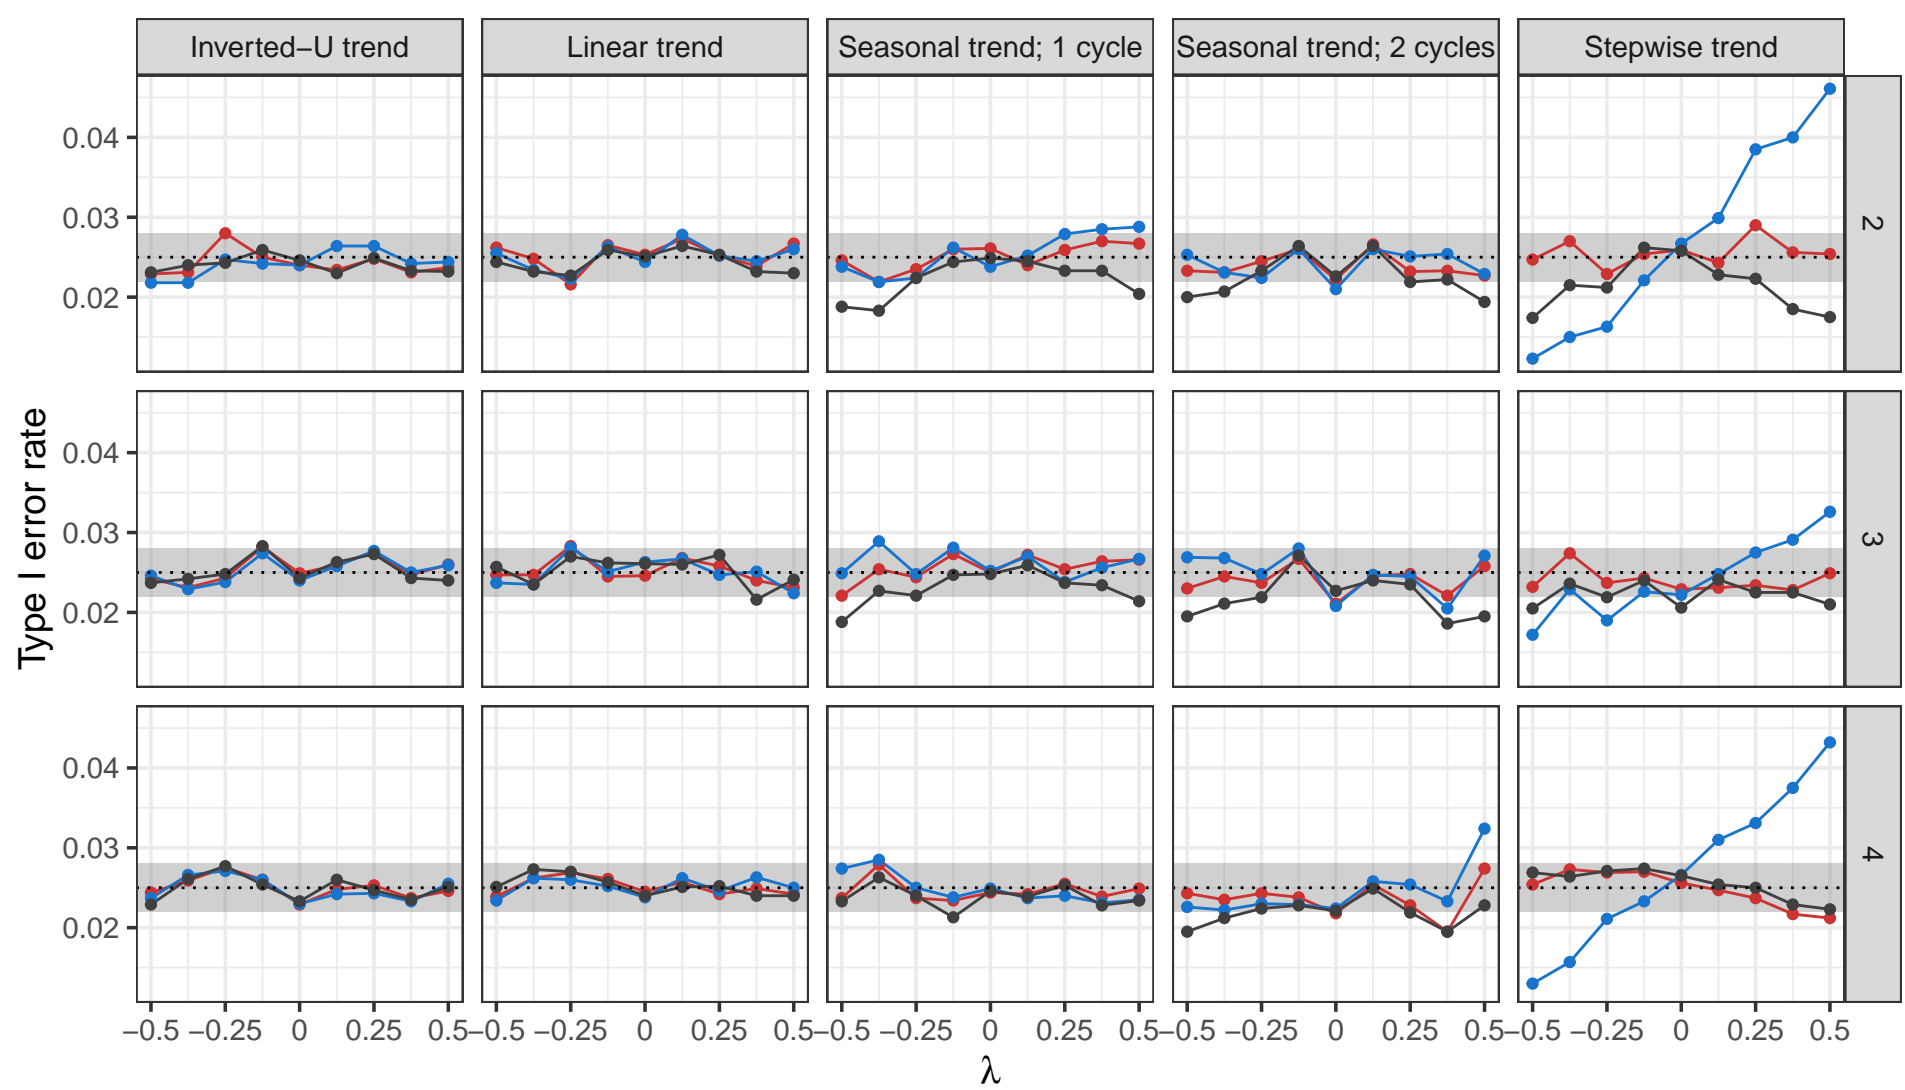 Inverted−U trend
Linear trend
Seasonal trend; 1 cycle
Seasonal trend; 2 cycles
Stepwise trend
Type I error rate
0.04
0.03
0.02
2
0.04
0.03
0.02
3
0.04
0.03
0.02
4
−0.5 −0.25 0 0.25 0.5
−0.5 −0.25 0 0.25 0.5
−0.5 −0.25 0 0.25 0.5
−0.5 −0.25 0 0.25 0.5
−0.5 −0.25 0 0.25 0.5
λ